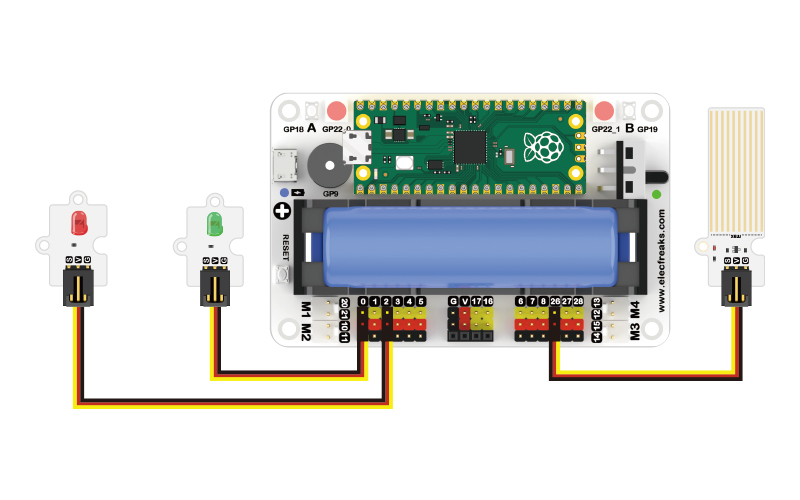 GP18 A GP22_0
GP22_1 B GP19
GP9
RESET
www.elecfreaks.com
S V G
S V G
S V G
M1
M2
20
21
10
11
0 1 2 3 4 5
G V 17 16
6 7 8 26 27 28
13
12
15
14
M4
M3